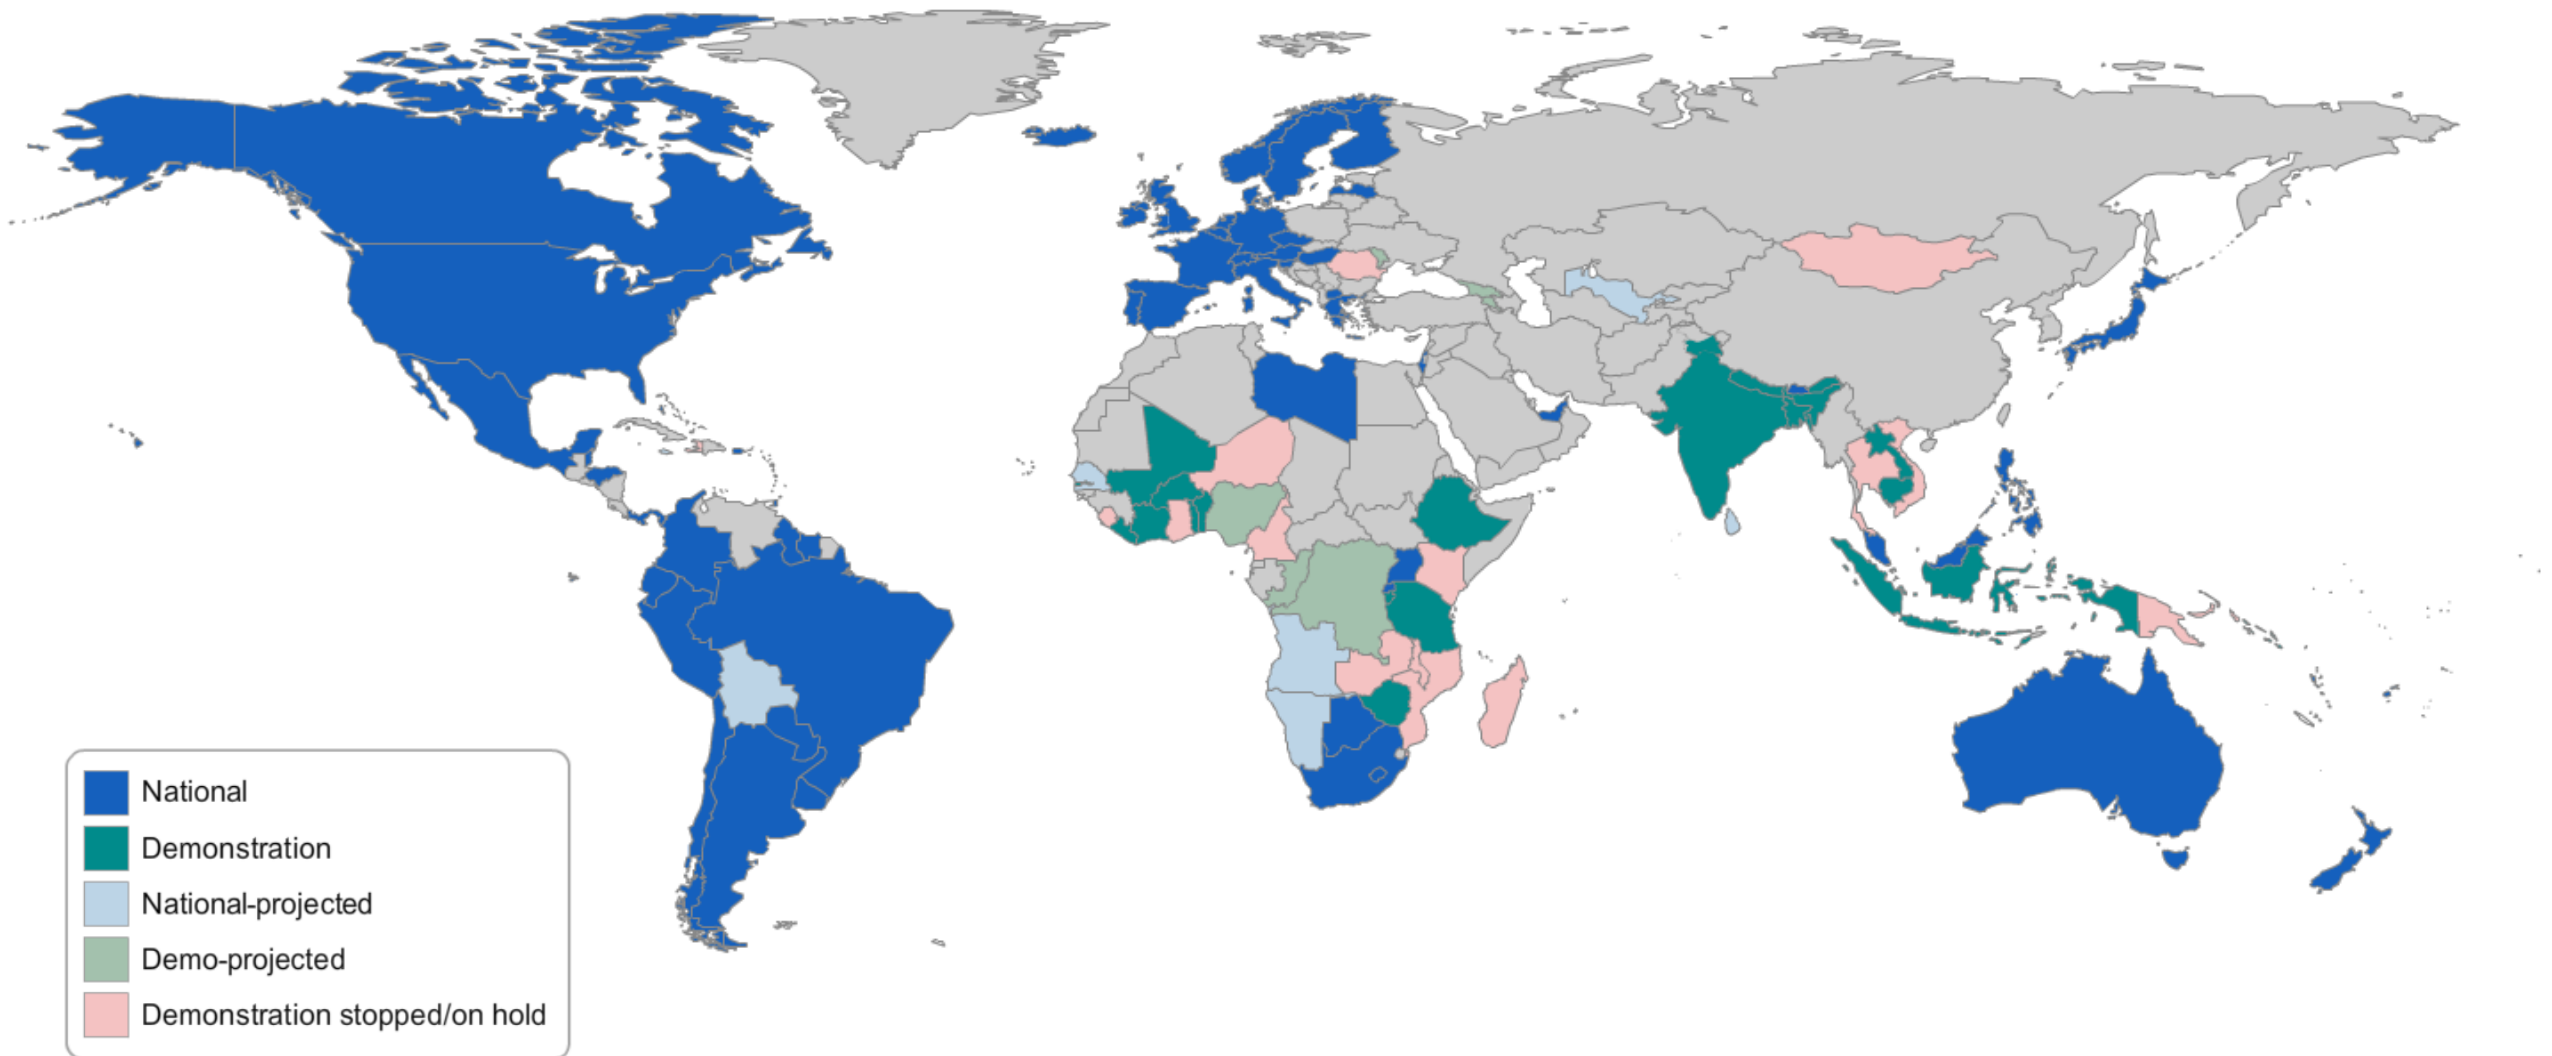 National
Demonstration
National-projected
Demo-projected
Demonstration stopped/on hold